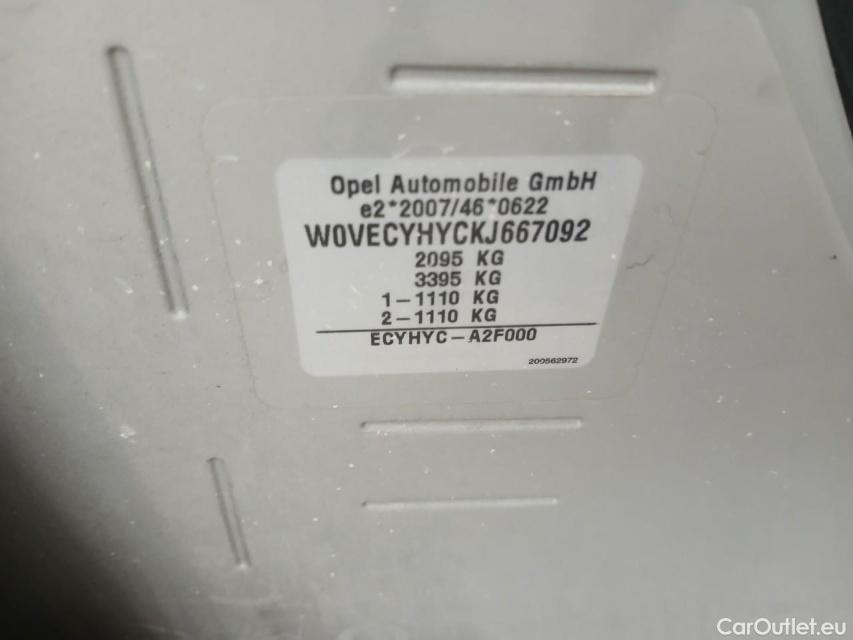 Opel Automobile GmbH
e2*2007/46*0622
W0VECYHYCKJ667092
2095 KG
3395 KG
1-1110 KG
2-1110 KG
ECYHYC-A2F000
200562972
CarOutlet.eu